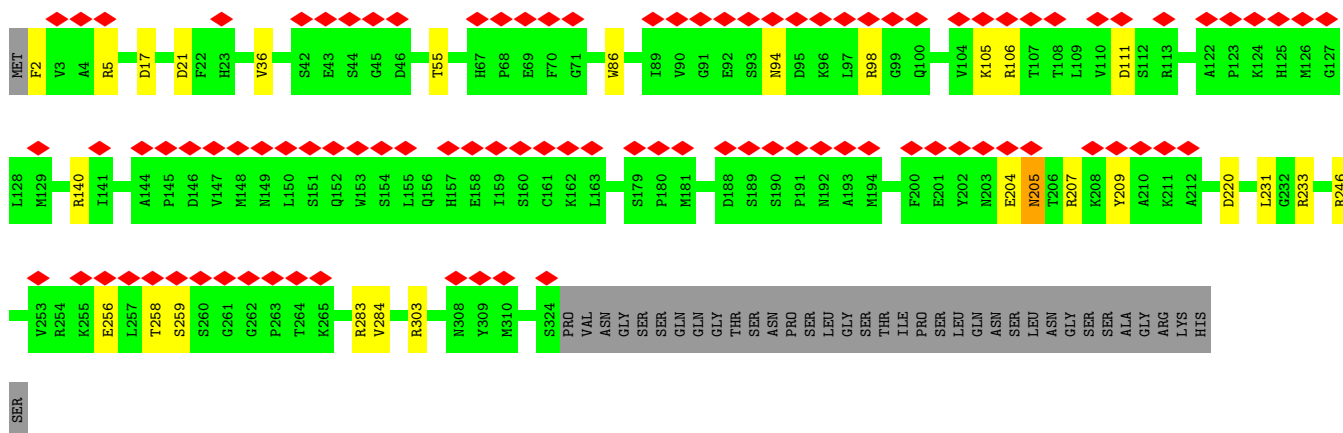 MET F2 V3 A4 R5 D17 D21 F22 H23 V36 S42 E43 S44 G45 D46 T55 H67 P68 E69 F70 G71 W86 I89 V90 G91 E92 S93 N94 D95 K96 L97 R98 G99 Q100 V104 K105 R106 T107 T108 L109 V110 D111 S112 R113 A122 P123 K124 H125 M126 G127
L128 M129 R140 I141 A144 P145 D146 V147 M148 N149 L150 S151 Q152 W153 S154 L155 Q156 H157 E158 I159 S160 C161 K162 L163 S179 P180 M181 D188 S189 S190 P191 N192 A193 M194 F200 E201 Y202 N203 E204 N205 T206 R207 K208 Y209 A210 K211 A212 D220 L231 G232 R233 R246
V253 R254 K255 E256 L257 T258 S259 S260 G261 G262 P263 T264 K265 R283 V284 R303 N308 Y309 M310 S324 PRO VAL ASN GLY SER SER GLN GLN GLY THR SER ASN PRO SER LEU GLY SER THR ILE PRO SER LEU GLN ASN SER LEU ASN GLY SER SER ALA GLY ARG LYS HIS
SER